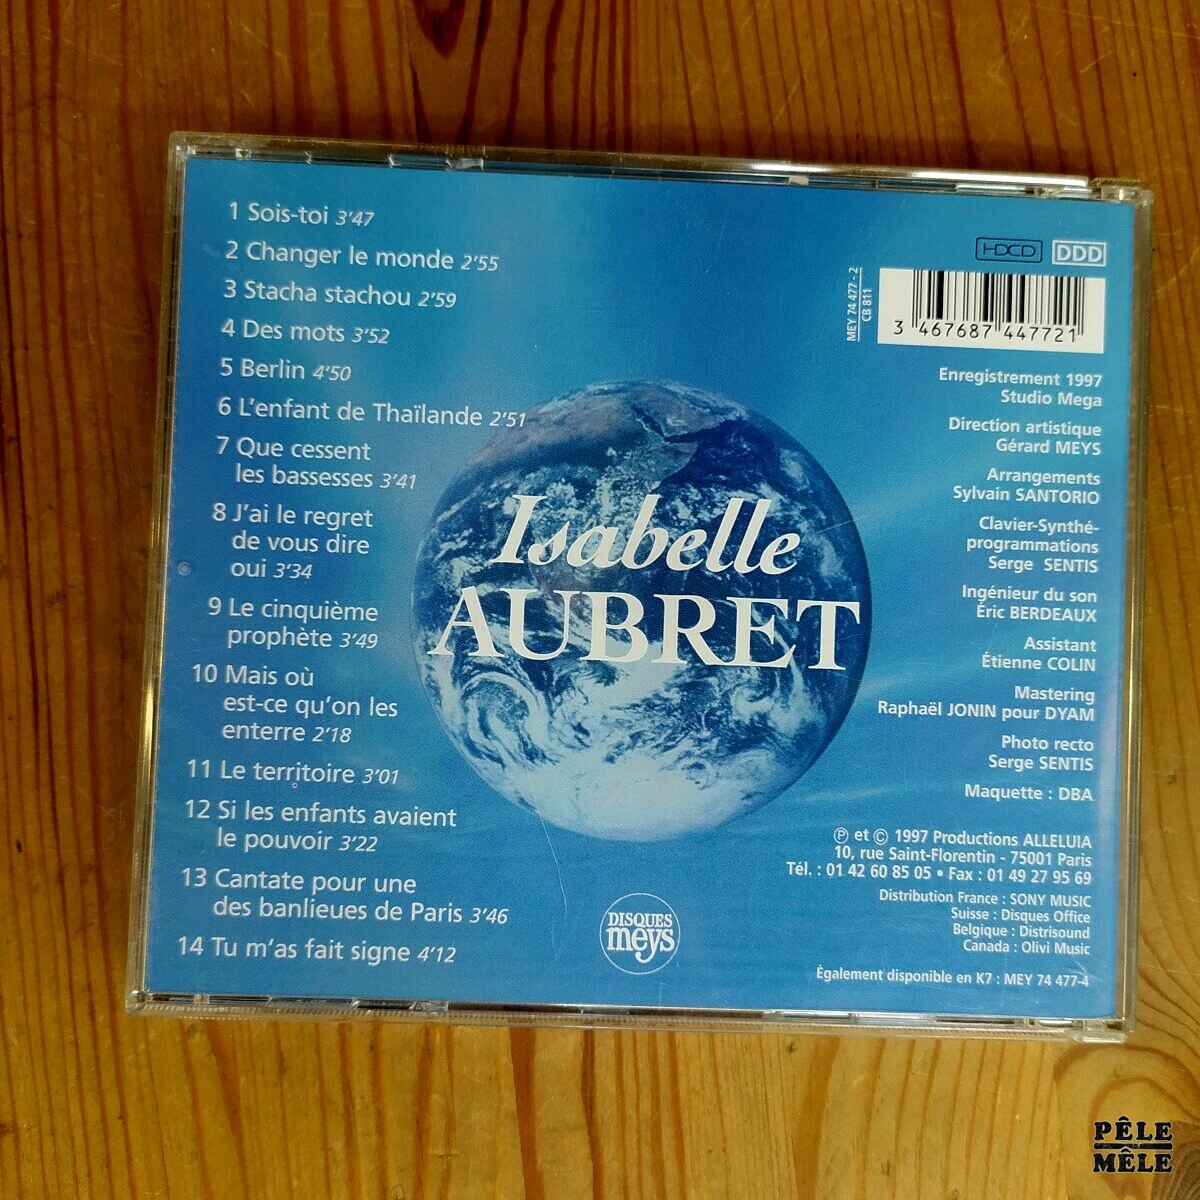 1 Sois-toi 3'47
2 Changer le monde 2'55
3 Stacha stachou 2'59
4 Des mots 3'52
5 Berlin 4'50
6 L'enfant de Thaïlande 2'51
7 Que cessent
les bassesses 3'41
8 J'ai le regret
de vous dire
oui 3'34
9 Le cinquième
prophète 3'49
10 Mais où
est-ce qu'on les
enterre 2'18
11 Le territoire 3'01
12 Si les enfants avaient
le pouvoir 3'22
13 Cantate pour une
des banlieues de Paris 3'46
14 Tu m'as fait signe 4'12
Isabelle
AUBRET
DISQUES
meys
HDCD DDD
MEY 74 477 - 2
CB 811
3 467687 447721
Enregistrement 1997
Studio Mega
Direction artistique
Gérard MEYS
Arrangements
Sylvain SANTORIO
Clavier-Synthé-
programmations
Serge SENTIS
Ingénieur du son
Éric BERDEAUX
Assistant
Étienne COLIN
Mastering
Raphaël JONIN pour DYAM
Photo recto
Serge SENTIS
Maquette : DBA
℗ et © 1997 Productions ALLELUIA
10, rue Saint-Florentin - 75001 Paris
Tél. : 01 42 60 85 05 • Fax : 01 49 27 95 69
Distribution France : SONY MUSIC
Suisse : Disques Office
Belgique : Distrisound
Canada : Olivi Music
Également disponible en K7 : MEY 74 477-4
PÊLE
MÊLE